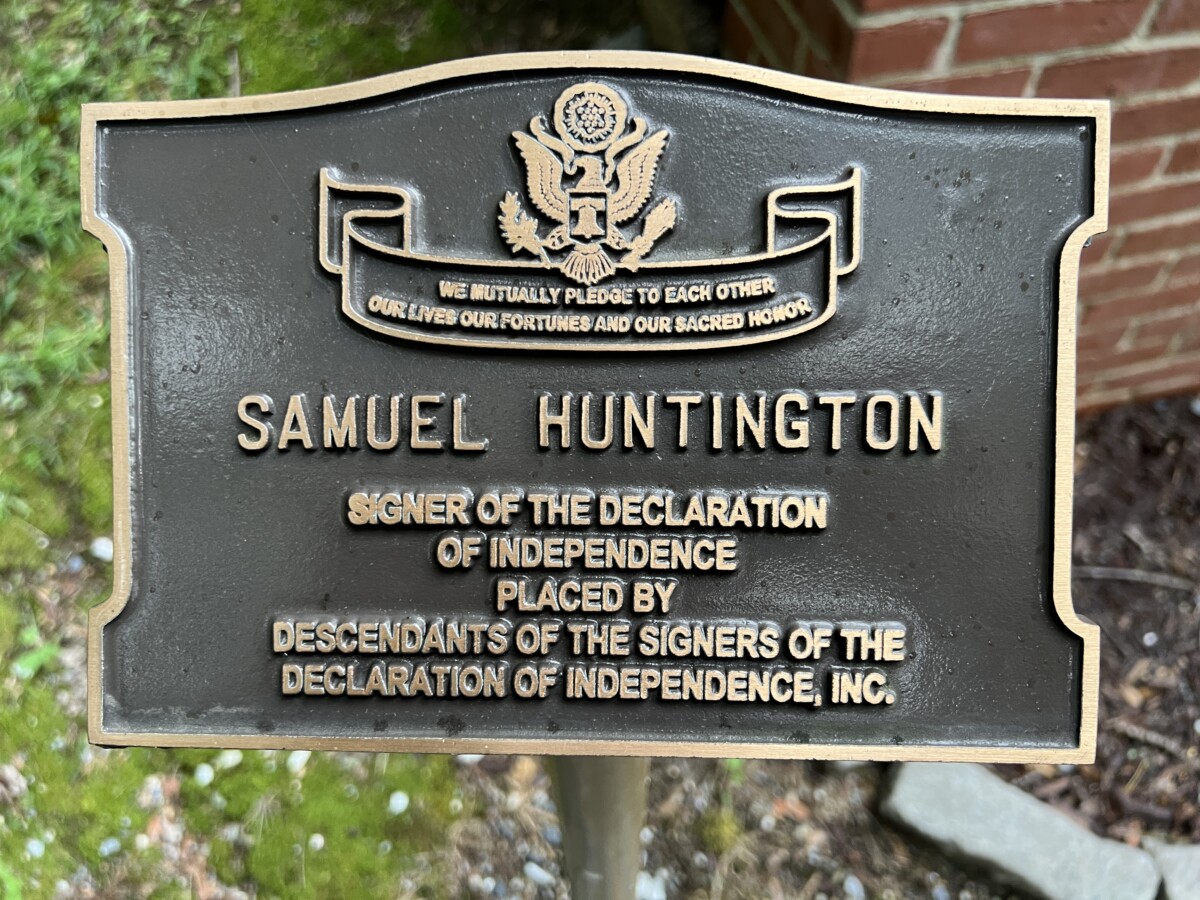 WE MUTUALLY PLEDGE TO EACH OTHER
OUR LIVES OUR FORTUNES AND OUR SACRED HONOR
SAMUEL HUNTINGTON
SIGNER OF THE DECLARATION
OF INDEPENDENCE
PLACED BY
DESCENDANTS OF THE SIGNERS OF THE
DECLARATION OF INDEPENDENCE, INC.